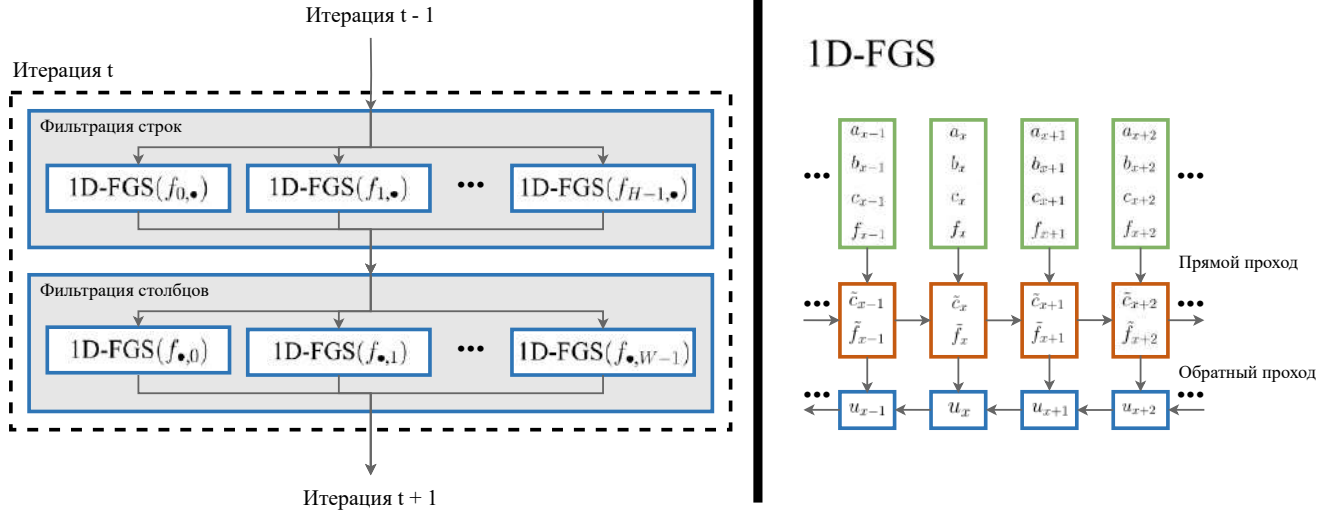 Итерация t - 1
Итерация t
Фильтрация строк
1D-FGS(f_{0,•}) 1D-FGS(f_{1,•}) ••• 1D-FGS(f_{H−1,•})
Фильтрация столбцов
1D-FGS(f_{•,0}) 1D-FGS(f_{•,1}) ••• 1D-FGS(f_{•,W−1})
Итерация t + 1
1D-FGS
a_{x−1} a_x a_{x+1} a_{x+2}
b_{x−1} b_x b_{x+1} b_{x+2}
••• •••
c_{x−1} c_x c_{x+1} c_{x+2}
f_{x−1} f_x f_{x+1} f_{x+2}
Прямой проход
••• c̃_{x−1} c̃_x c̃_{x+1} c̃_{x+2} •••
f̃_{x−1} f̃_x f̃_{x+1} f̃_{x+2}
Обратный проход
••• u_{x−1} u_x u_{x+1} u_{x+2} •••